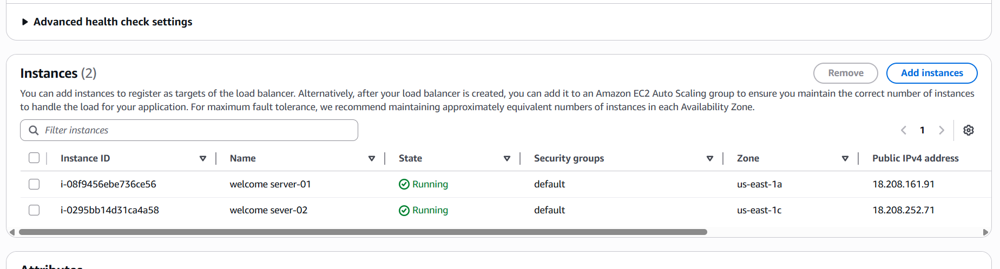 Advanced health check settings
Instances (2)
Remove
Add instances
You can add instances to register as targets of the load balancer. Alternatively, after your load balancer is created, you can add it to an Amazon EC2 Auto Scaling group to ensure you maintain the correct number of instances
to handle the load for your application. For maximum fault tolerance, we recommend maintaining approximately equivalent numbers of instances in each Availability Zone.
Filter instances
1
Instance ID Name State Security groups Zone Public IPv4 address
i-08f9456ebe736ce56 welcome server-01 Running default us-east-1a 18.208.161.91
i-0295bb14d31ca4a58 welcome sever-02 Running default us-east-1c 18.208.252.71
Attributes